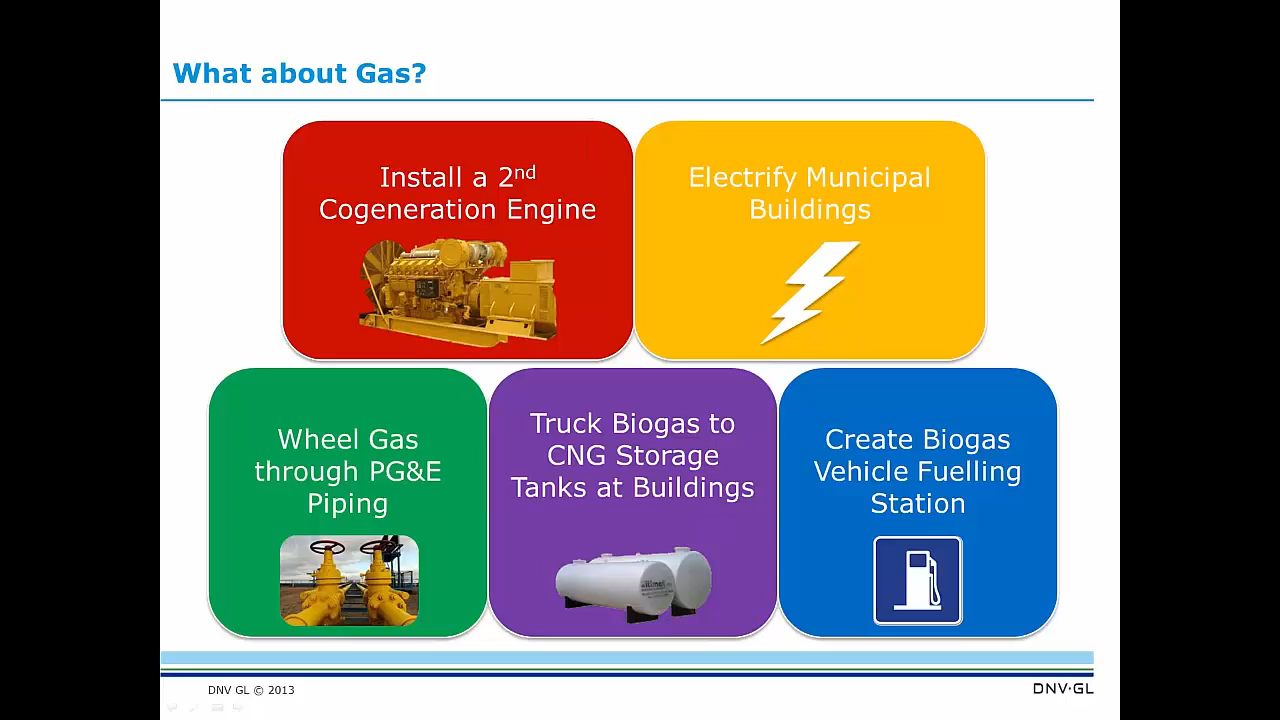 What about Gas?
Install a 2nd
Cogeneration Engine
Electrify Municipal
Buildings
Wheel Gas
through PG&E
Piping
Truck Biogas to
CNG Storage
Tanks at Buildings
Create Biogas
Vehicle Fuelling
Station
DNV GL © 2013
DNV·GL